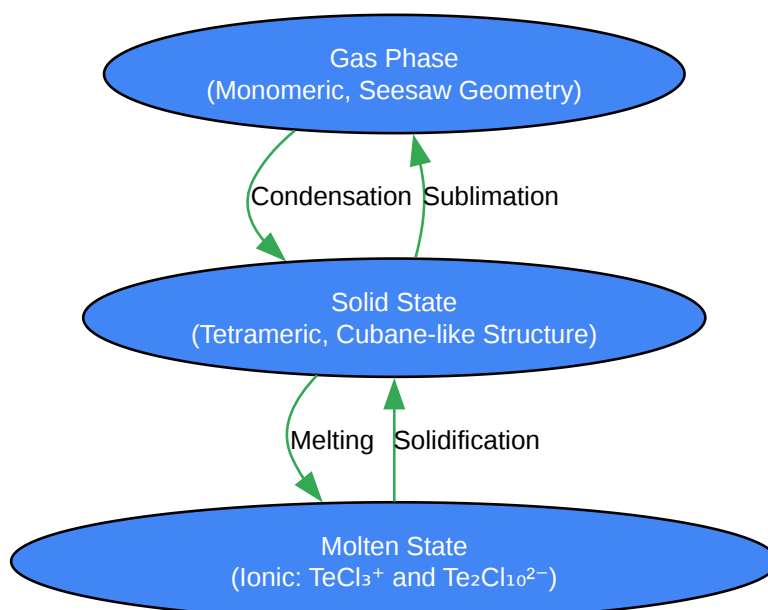 Gas Phase
(Monomeric, Seesaw Geometry)
Condensation
Sublimation
Solid State
(Tetrameric, Cubane-like Structure)
Melting
Solidification
Molten State
(Ionic: TeCl₃⁺ and Te₂Cl₁₀²⁻)